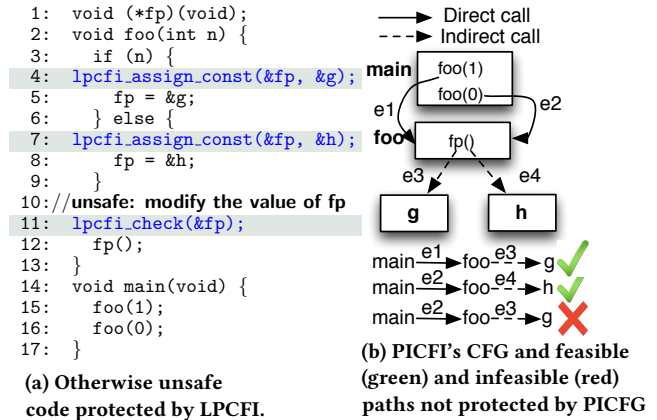 1: void (*fp)(void);
2: void foo(int n) {
3: if (n) {
4: lpcfi_assign_const(&fp, &g);
5: fp = &g;
6: } else {
7: lpcfi_assign_const(&fp, &h);
8: fp = &h;
9: }
10://unsafe: modify the value of fp
11: lpcfi_check(&fp);
12: fp();
13: }
14: void main(void) {
15: foo(1);
16: foo(0);
17: }
(a) Otherwise unsafe
code protected by LPCFI.
Direct call
Indirect call
main
foo(1)
foo(0)
e1
e2
foo
fp()
e3
e4
g
h
main e1 foo e3 g
main e2 foo e4 h
main e2 foo e3 g
(b) PICFI's CFG and feasible
(green) and infeasible (red)
paths not protected by PICFG